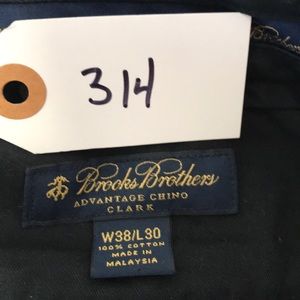 314
Brooks Brothers
ADVANTAGE CHINO
CLARK
W38/L30
100% COTTON
MADE IN
MALAYSIA